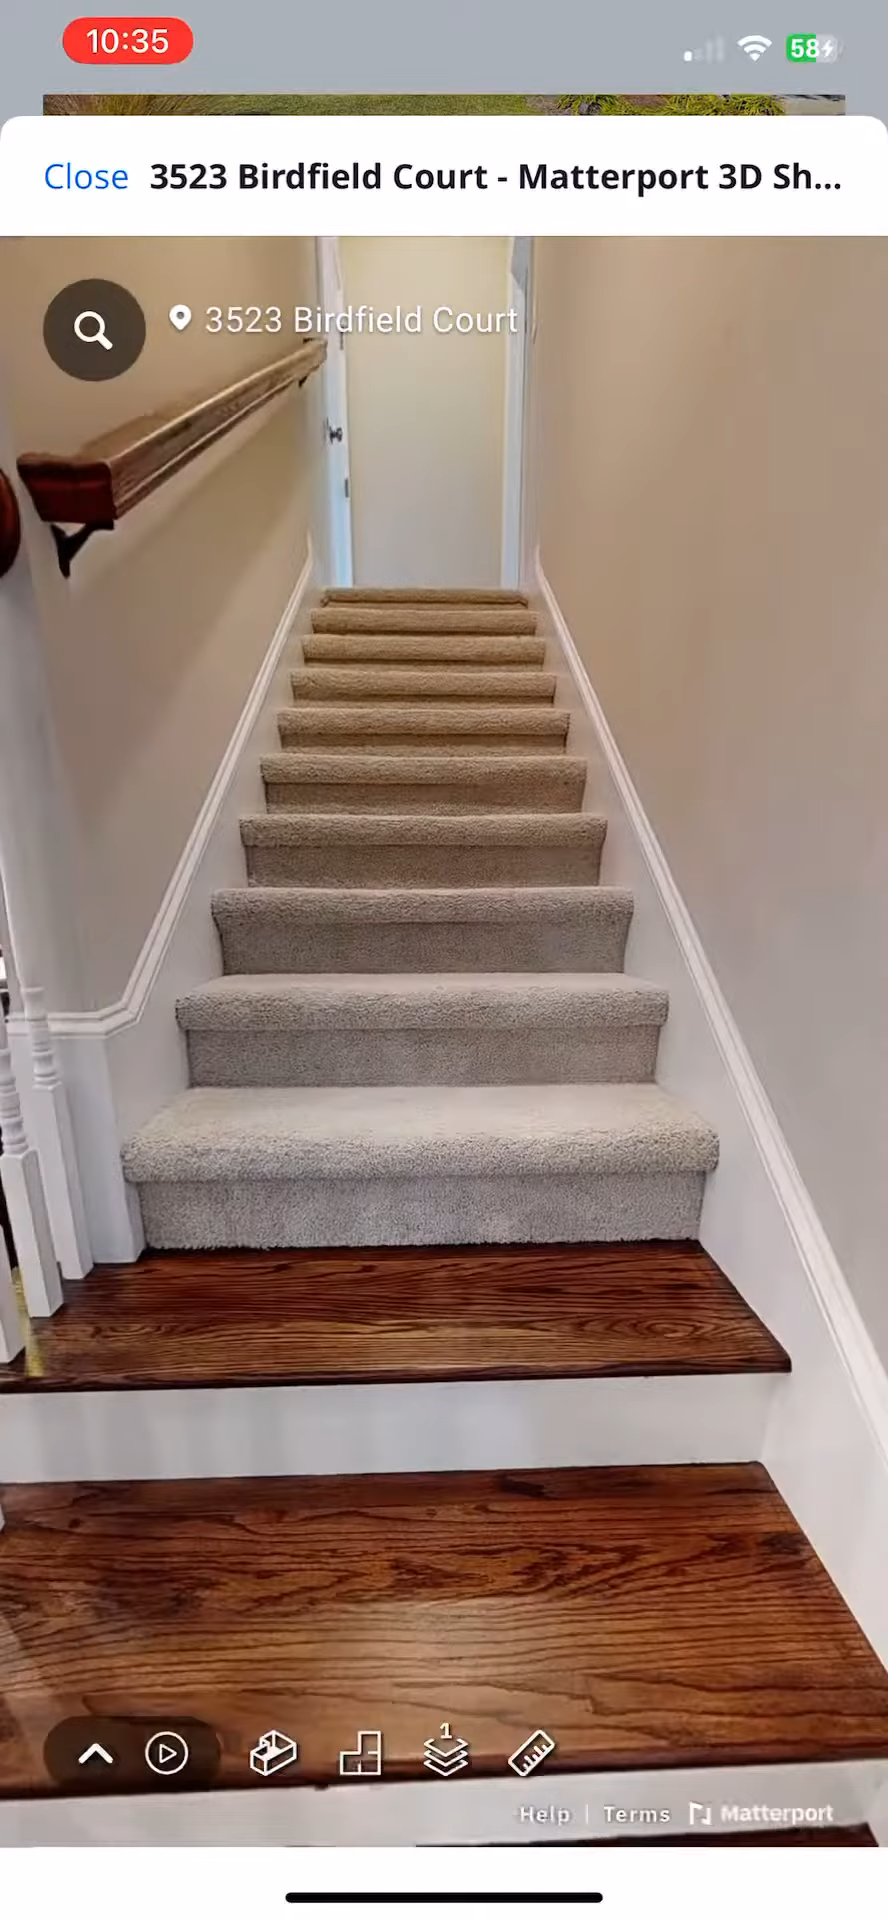 10:35
58
Close 3523 Birdfield Court - Matterport 3D Sh...
3523 Birdfield Court
1
Help | Terms Matterport